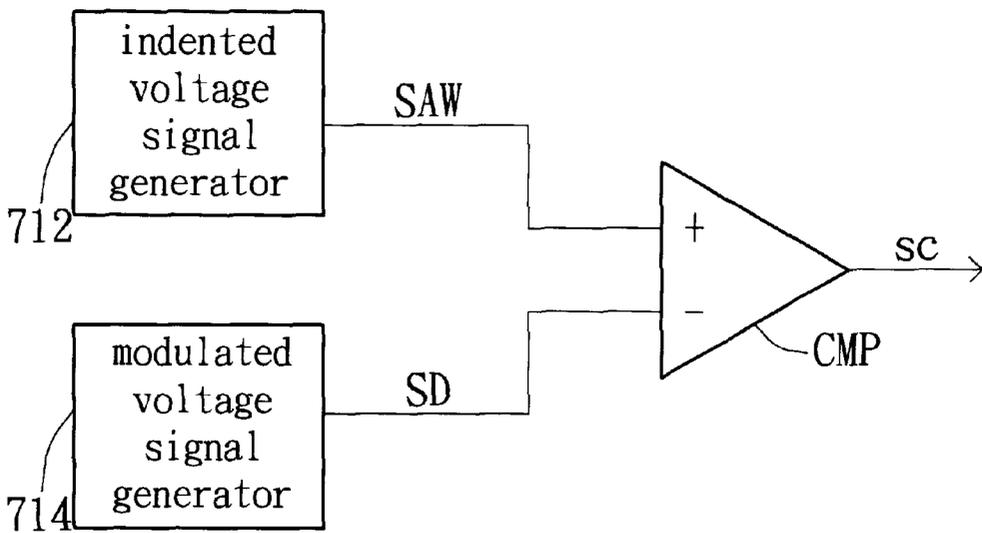 indented
voltage
signal
generator
712
SAW
+
-
sc
CMP
modulated
voltage
signal
generator
714
SD